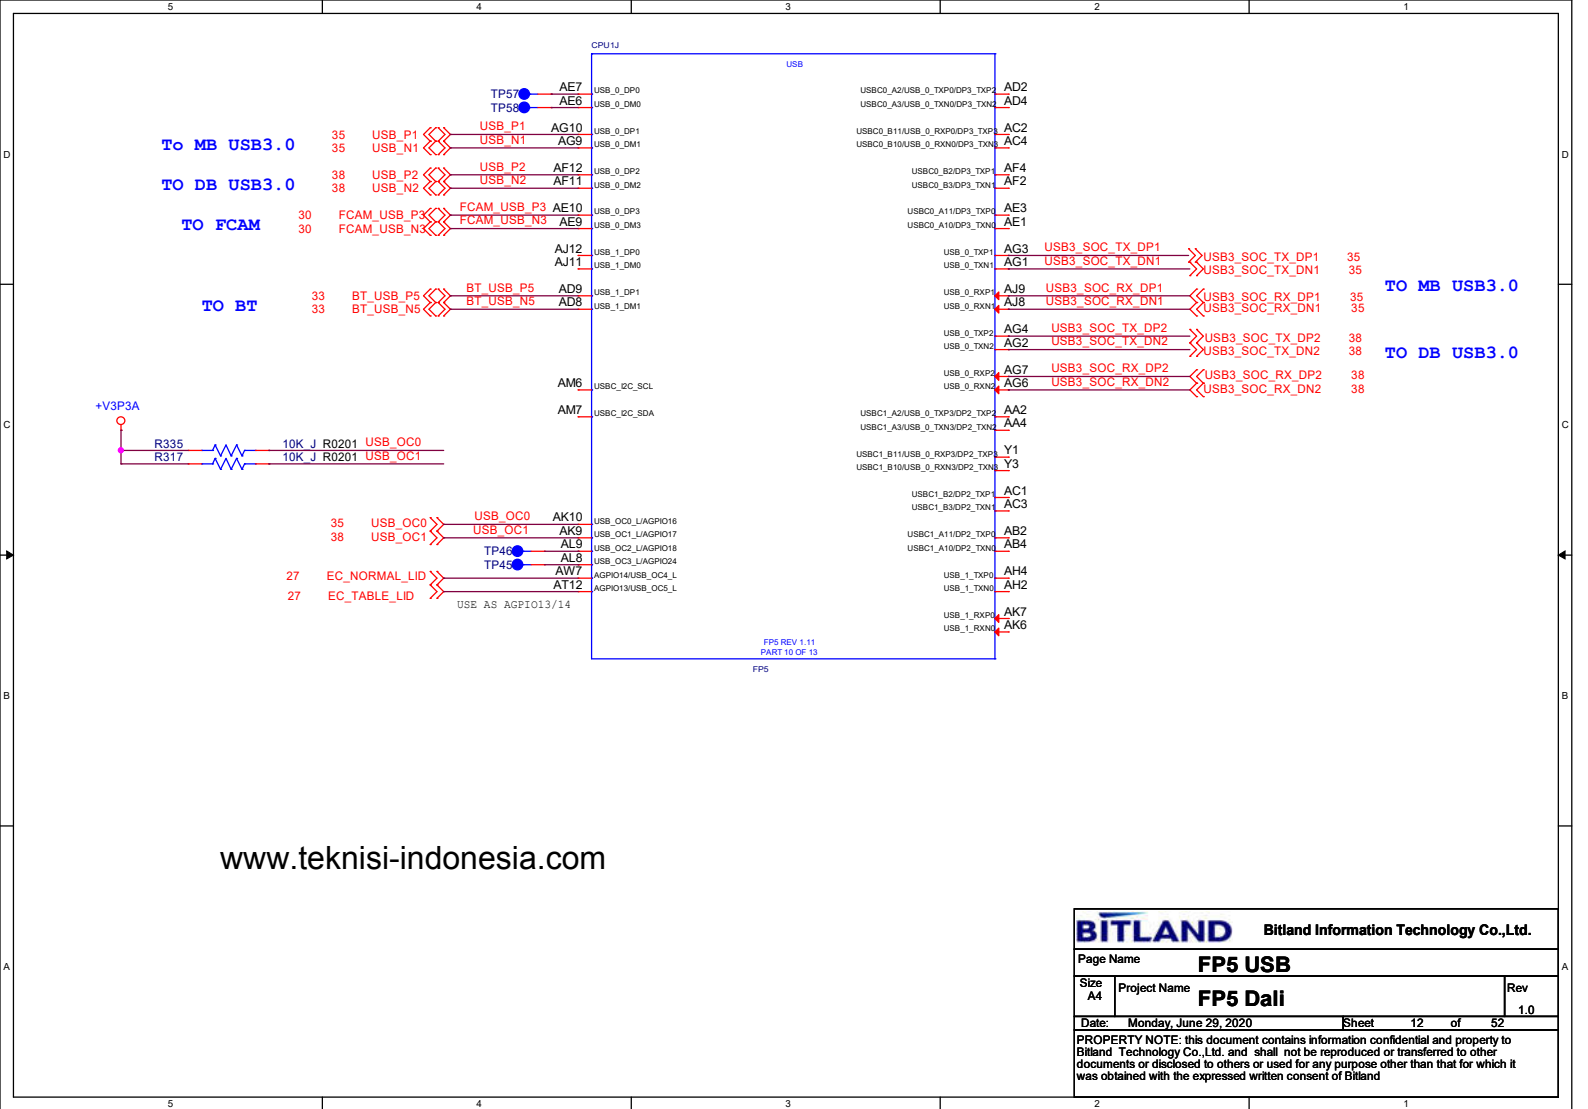 5 4 3 2 1
CPU1J
USB
TP57 AE7 USB_0_DP0
TP58 AE6 USB_0_DM0
To MB USB3.0
35 USB_P1 USB_P1 AG10 USB_0_DP1
35 USB_N1 USB_N1 AG9 USB_0_DM1
TO DB USB3.0
38 USB_P2 USB_P2 AF12 USB_0_DP2
38 USB_N2 USB_N2 AF11 USB_0_DM2
TO FCAM
30 FCAM_USB_P3 FCAM_USB_P3 AE10 USB_0_DP3
30 FCAM_USB_N3 FCAM_USB_N3 AE9 USB_0_DM3
AJ12 USB_1_DP0
AJ11 USB_1_DM0
TO BT
33 BT_USB_P5 BT_USB_P5 AD9 USB_1_DP1
33 BT_USB_N5 BT_USB_N5 AD8 USB_1_DM1
AM6 USBC_I2C_SCL
AM7 USBC_I2C_SDA
+V3P3A
R335 10K_J R0201 USB_OC0
R317 10K_J R0201 USB_OC1
35 USB_OC0 USB_OC0 AK10 USB_OC0_L/AGPIO16
38 USB_OC1 USB_OC1 AK9 USB_OC1_L/AGPIO17
TP46 AL9 USB_OC2_L/AGPIO18
TP45 AL8 USB_OC3_L/AGPIO24
27 EC_NORMAL_LID AW7 AGPIO14/USB_OC4_L
27 EC_TABLE_LID AT12 AGPIO13/USB_OC5_L
USE AS AGPIO13/14
USBC0_A2/USB_0_TXP0/DP3_TXP2 AD2
USBC0_A3/USB_0_TXN0/DP3_TXN2 AD4
USBC0_B11/USB_0_RXP0/DP3_TXP3 AC2
USBC0_B10/USB_0_RXN0/DP3_TXN3 AC4
USBC0_B2/DP3_TXP1 AF4
USBC0_B3/DP3_TXN1 AF2
USBC0_A11/DP3_TXP0 AE3
USBC0_A10/DP3_TXN0 AE1
USB_0_TXP1 AG3 USB3_SOC_TX_DP1 USB3_SOC_TX_DP1 35
USB_0_TXN1 AG1 USB3_SOC_TX_DN1 USB3_SOC_TX_DN1 35
TO MB USB3.0
USB_0_RXP1 AJ9 USB3_SOC_RX_DP1 USB3_SOC_RX_DP1 35
USB_0_RXN1 AJ8 USB3_SOC_RX_DN1 USB3_SOC_RX_DN1 35
USB_0_TXP2 AG4 USB3_SOC_TX_DP2 USB3_SOC_TX_DP2 38
USB_0_TXN2 AG2 USB3_SOC_TX_DN2 USB3_SOC_TX_DN2 38
TO DB USB3.0
USB_0_RXP2 AG7 USB3_SOC_RX_DP2 USB3_SOC_RX_DP2 38
USB_0_RXN2 AG6 USB3_SOC_RX_DN2 USB3_SOC_RX_DN2 38
USBC1_A2/USB_0_TXP3/DP2_TXP2 AA2
USBC1_A3/USB_0_TXN3/DP2_TXN2 AA4
USBC1_B11/USB_0_RXP3/DP2_TXP3 Y1
USBC1_B10/USB_0_RXN3/DP2_TXN3 Y3
USBC1_B2/DP2_TXP1 AC1
USBC1_B3/DP2_TXN1 AC3
USBC1_A11/DP2_TXP0 AB2
USBC1_A10/DP2_TXN0 AB4
USB_1_TXP0 AH4
USB_1_TXN0 AH2
USB_1_RXP0 AK7
USB_1_RXN0 AK6
FP5 REV 1.11
PART 10 OF 13
FP5
D D
C C
B B
A A
www.teknisi-indonesia.com
BITLAND Bitland Information Technology Co.,Ltd.
Page Name FP5 USB
Size A4 Project Name FP5 Dali Rev 1.0
Date: Monday, June 29, 2020 Sheet 12 of 52
PROPERTY NOTE: this document contains information confidential and property to
Bitland Technology Co.,Ltd. and shall not be reproduced or transferred to other
documents or disclosed to others or used for any purpose other than that for which it
was obtained with the expressed written consent of Bitland
5 4 3 2 1